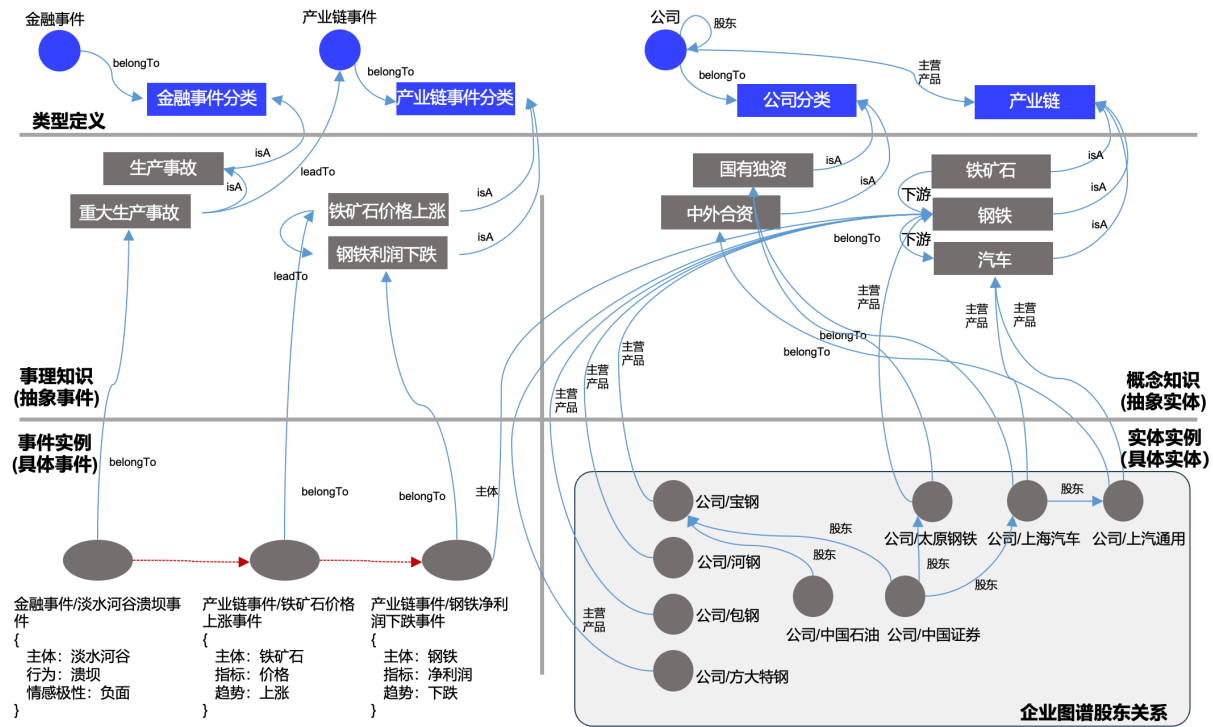 金融事件
产业链事件
公司
股东
belongTo
belongTo
belongTo
主营
产品
金融事件分类
产业链事件分类
公司分类
产业链
类型定义
生产事故
isA
isA
重大生产事故
leadTo
铁矿石价格上涨
isA
钢铁利润下跌
isA
leadTo
国有独资
isA
中外合资
isA
铁矿石
isA
下游
钢铁
isA
下游
汽车
isA
belongTo
主营
产品
主营
产品
主营
产品
belongTo
belongTo
主营
产品
主营
产品
主营
产品
事理知识
(抽象事件)
概念知识
(抽象实体)
事件实例
(具体事件)
实体实例
(具体实体)
belongTo
belongTo
belongTo
主体
公司/宝钢
公司/河钢
公司/包钢
公司/方大特钢
主营
产品
股东
股东
股东
股东
股东
公司/太原钢铁
公司/上海汽车
公司/上汽通用
公司/中国石油
公司/中国证券
企业图谱股东关系
金融事件/淡水河谷溃坝事
件
{
主体：淡水河谷
行为：溃坝
情感极性：负面
}
产业链事件/铁矿石价格
上涨事件
{
主体：铁矿石
指标：价格
趋势：上涨
}
产业链事件/钢铁净利
润下跌事件
{
主体：钢铁
指标：净利润
趋势：下跌
}